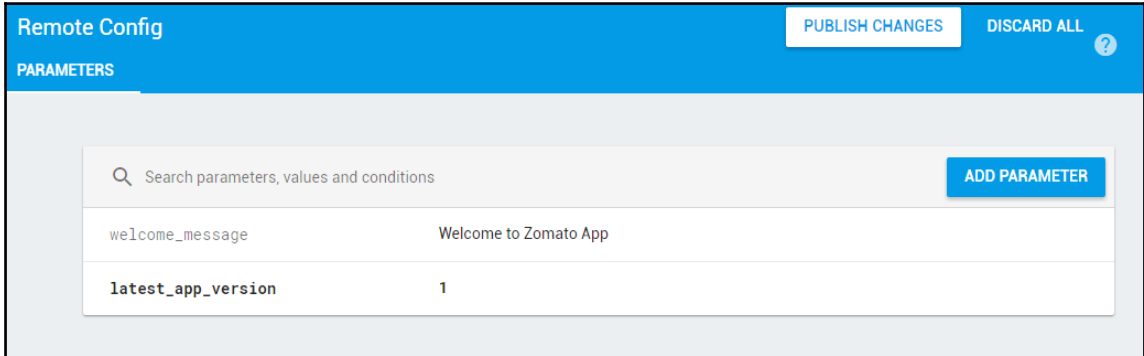 Remote Config
PUBLISH CHANGES
DISCARD ALL
?
PARAMETERS
Search parameters, values and conditions
ADD PARAMETER
welcome_message Welcome to Zomato App
latest_app_version 1